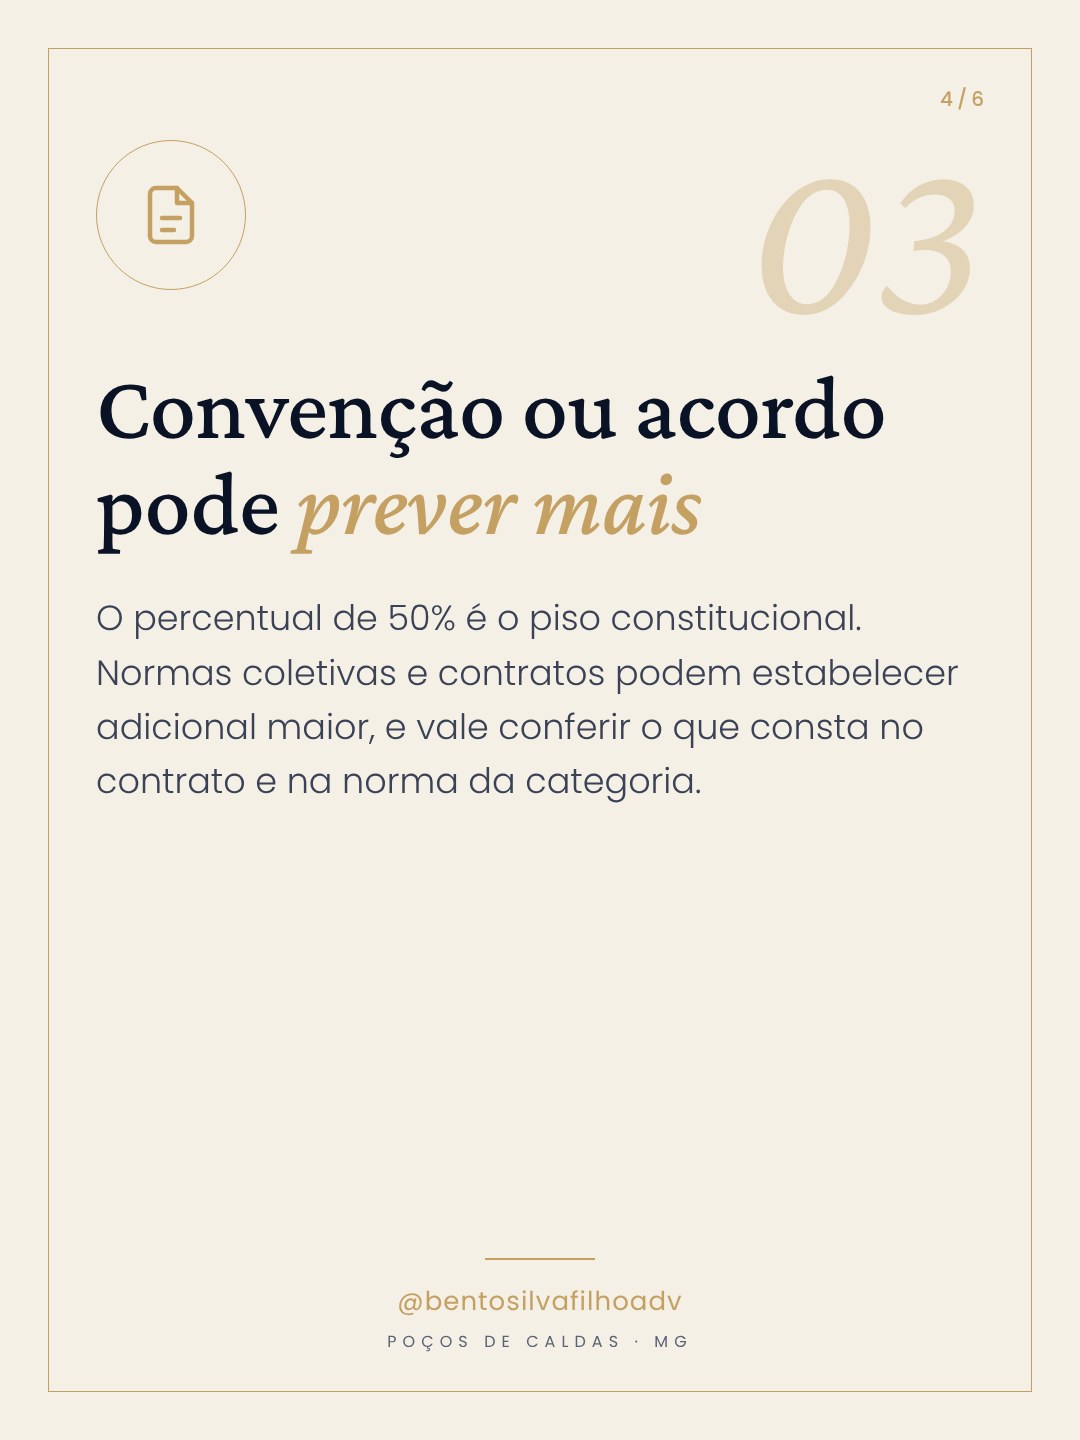 4 / 6
03
Convenção ou acordo
pode prever mais
O percentual de 50% é o piso constitucional.
Normas coletivas e contratos podem estabelecer
adicional maior, e vale conferir o que consta no
contrato e na norma da categoria.
@bentosilvafilhoadv
POÇOS DE CALDAS · MG